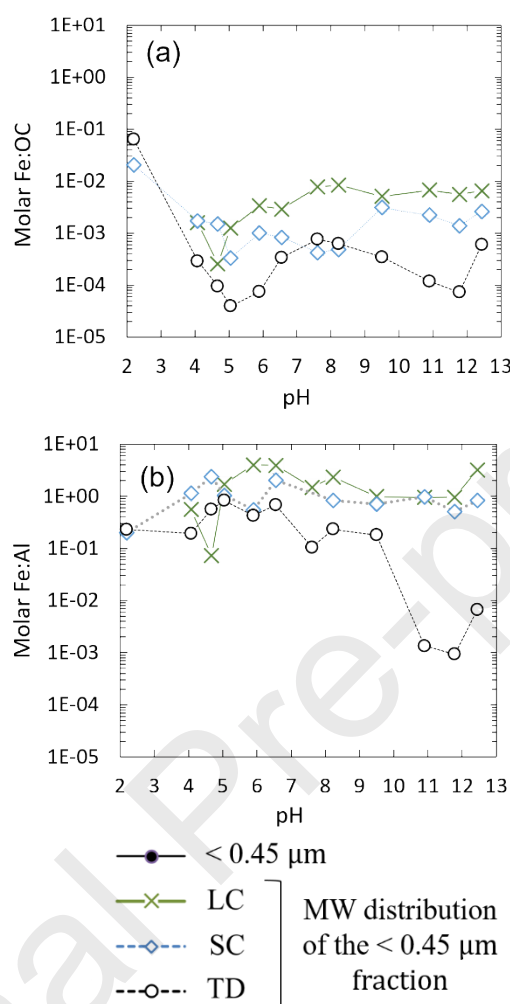 (a)
Molar Fe:OC
1E+01
1E+00
1E-01
1E-02
1E-03
1E-04
1E-05
2 3 4 5 6 7 8 9 10 11 12 13
pH
(b)
Molar Fe:Al
1E+01
1E+00
1E-01
1E-02
1E-03
1E-04
1E-05
2 3 4 5 6 7 8 9 10 11 12 13
pH
< 0.45 µm
LC
SC
TD
MW distribution
of the < 0.45 µm
fraction
nal Pre-p